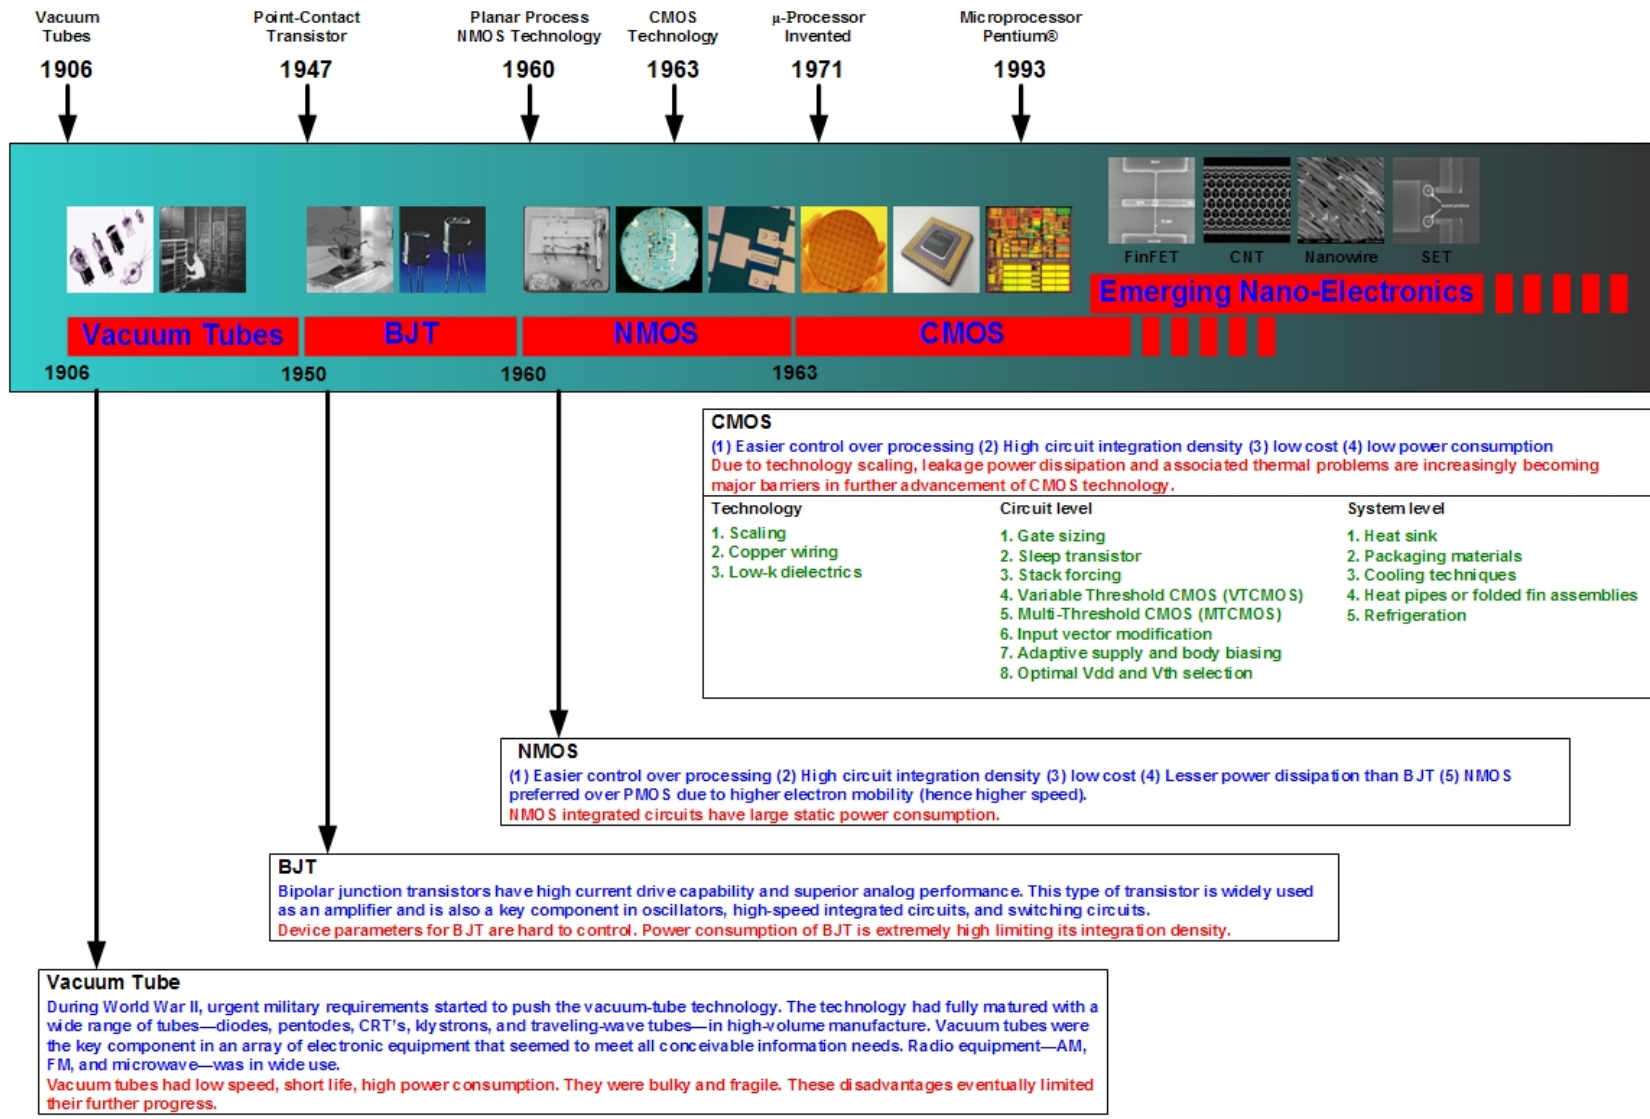 Vacuum
Tubes
1906
Point-Contact
Transistor
1947
Planar Process
NMOS Technology
1960
CMOS
Technology
1963
µ-Processor
Invented
1971
Microprocessor
Pentium®
1993
FinFET
CNT
Nanowire
SET
Emerging Nano-Electronics
Vacuum Tubes
BJT
NMOS
CMOS
1906
1950
1960
1963
CMOS
(1) Easier control over processing (2) High circuit integration density (3) low cost (4) low power consumption
Due to technology scaling, leakage power dissipation and associated thermal problems are increasingly becoming
major barriers in further advancement of CMOS technology.
Technology
1. Scaling
2. Copper wiring
3. Low-k dielectrics
Circuit level
1. Gate sizing
2. Sleep transistor
3. Stack forcing
4. Variable Threshold CMOS (VTCMOS)
5. Multi-Threshold CMOS (MTCMOS)
6. Input vector modification
7. Adaptive supply and body biasing
8. Optimal Vdd and Vth selection
System level
1. Heat sink
2. Packaging materials
3. Cooling techniques
4. Heat pipes or folded fin assemblies
5. Refrigeration
NMOS
(1) Easier control over processing (2) High circuit integration density (3) low cost (4) Lesser power dissipation than BJT (5) NMOS
preferred over PMOS due to higher electron mobility (hence higher speed).
NMOS integrated circuits have large static power consumption.
BJT
Bipolar junction transistors have high current drive capability and superior analog performance. This type of transistor is widely used
as an amplifier and is also a key component in oscillators, high-speed integrated circuits, and switching circuits.
Device parameters for BJT are hard to control. Power consumption of BJT is extremely high limiting its integration density.
Vacuum Tube
During World War II, urgent military requirements started to push the vacuum-tube technology. The technology had fully matured with a
wide range of tubes—diodes, pentodes, CRT's, klystrons, and traveling-wave tubes—in high-volume manufacture. Vacuum tubes were
the key component in an array of electronic equipment that seemed to meet all conceivable information needs. Radio equipment—AM,
FM, and microwave—was in wide use.
Vacuum tubes had low speed, short life, high power consumption. They were bulky and fragile. These disadvantages eventually limited
their further progress.